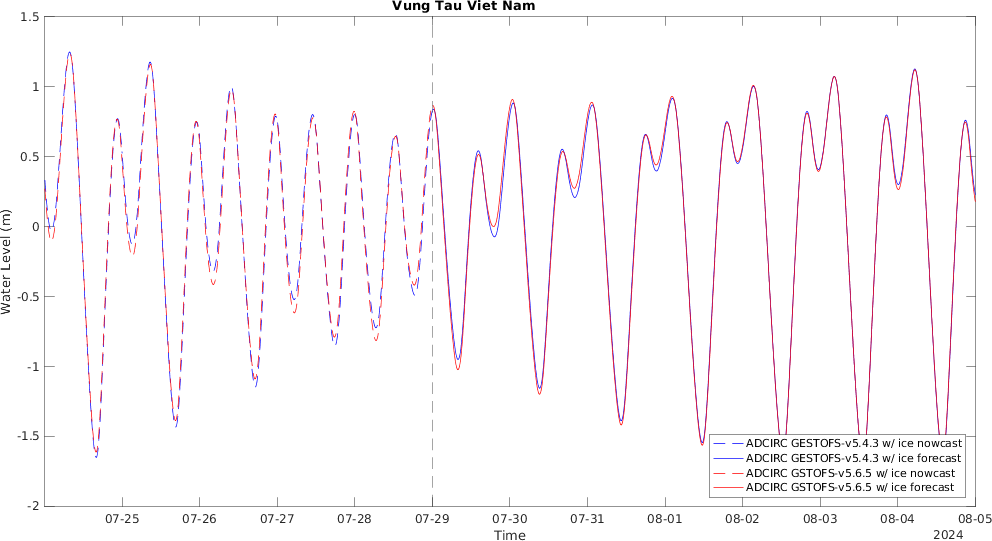 Vung Tau Viet Nam
1.5
1
0.5
0
-0.5
-1
-1.5
-2
Water Level (m)
07-25 07-26 07-27 07-28 07-29 07-30 07-31 08-01 08-02 08-03 08-04 08-05
Time
2024
ADCIRC GESTOFS-v5.4.3 w/ ice nowcast
ADCIRC GESTOFS-v5.4.3 w/ ice forecast
ADCIRC GSTOFS-v5.6.5 w/ ice nowcast
ADCIRC GSTOFS-v5.6.5 w/ ice forecast